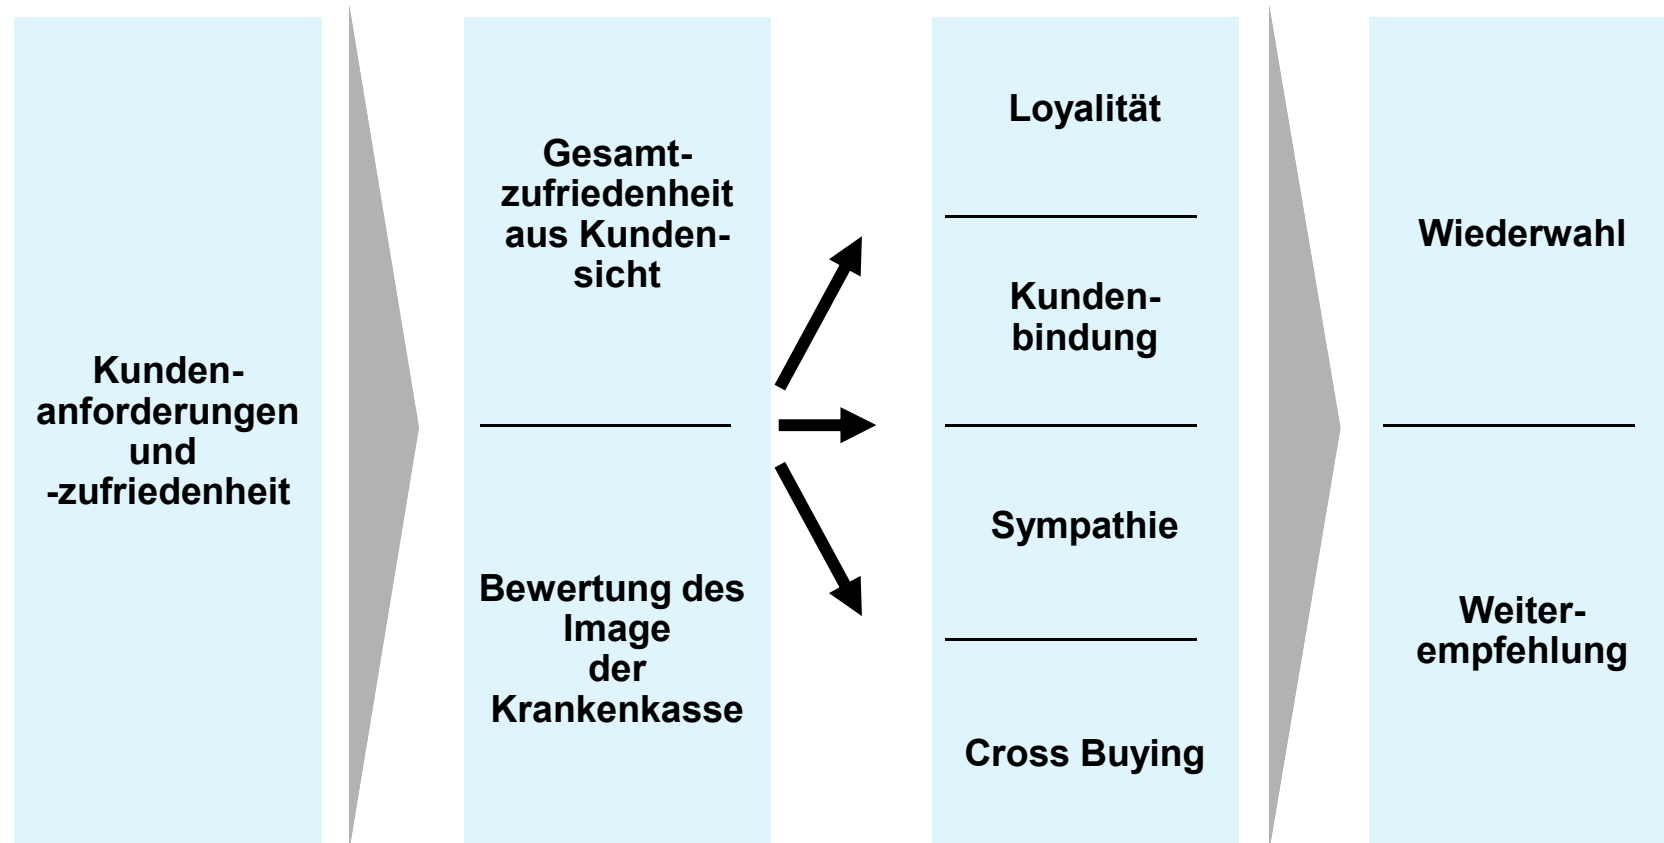 Kunden-
anforderungen
und
-zufriedenheit
Gesamt-
zufriedenheit
aus Kunden-
sicht
Bewertung des
Image
der
Krankenkasse
Loyalität
Kunden-
bindung
Sympathie
Cross Buying
Wiederwahl
Weiter-
empfehlung